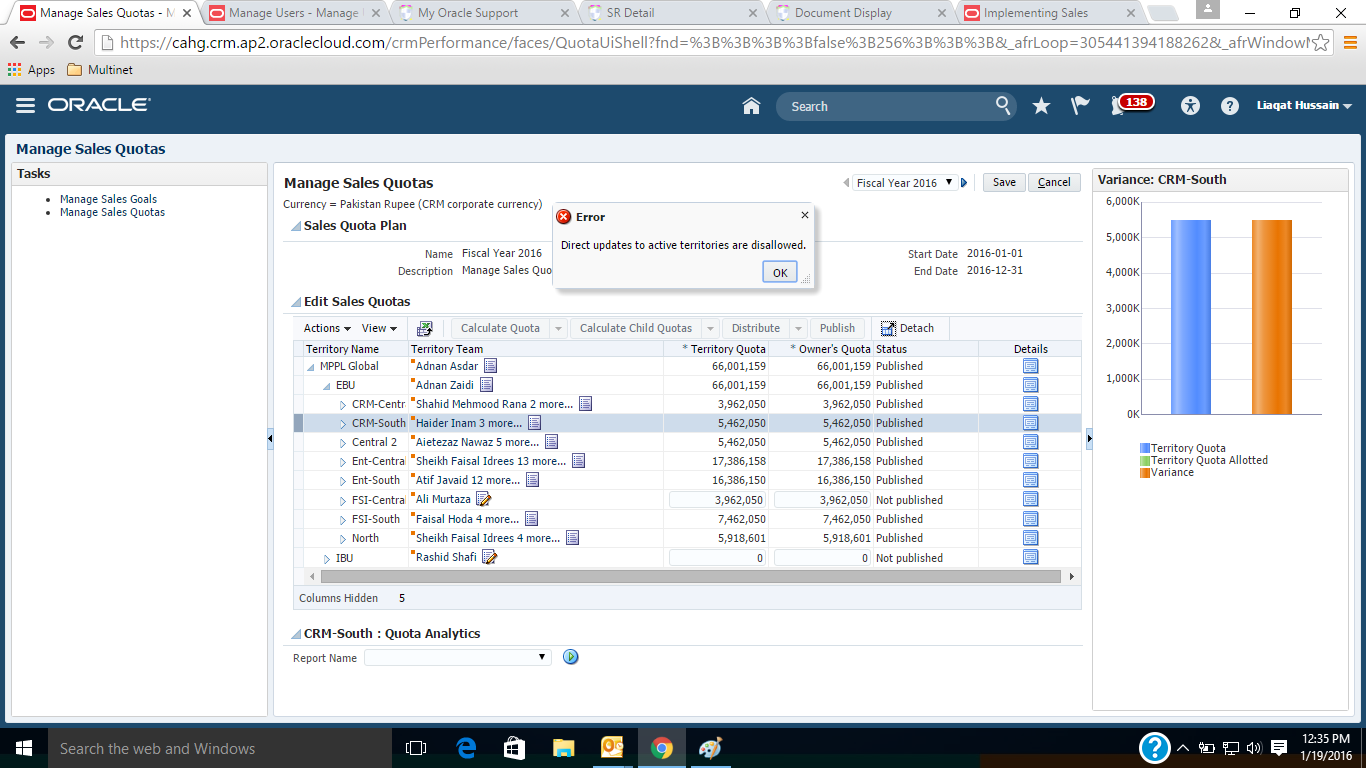 Manage Sales Quotas - M
Manage Users - Manage
My Oracle Support
SR Detail
Document Display
Implementing Sales
https://cahg.crm.ap2.oraclecloud.com/crmPerformance/faces/QuotaUiShell?fnd=%3B%3B%3B%3Bfalse%3B256%3B%3B%3B&_afrLoop=305441394188262&_afrWindowM
Apps Multinet
ORACLE Search 138 ? Liaqat Hussain
Manage Sales Quotas
Tasks
Manage Sales Goals
Manage Sales Quotas
Manage Sales Quotas Fiscal Year 2016 Save Cancel
Currency = Pakistan Rupee (CRM corporate currency)
Sales Quota Plan
Name Fiscal Year 2016 Start Date 2016-01-01
Description Manage Sales Quo End Date 2016-12-31
Error
Direct updates to active territories are disallowed.
OK
Edit Sales Quotas
Actions View Calculate Quota Calculate Child Quotas Distribute Publish Detach
Territory Name Territory Team * Territory Quota * Owner's Quota Status Details
MPPL Global Adnan Asdar 66,001,159 66,001,159 Published
EBU Adnan Zaidi 66,001,159 66,001,159 Published
CRM-Centr Shahid Mehmood Rana 2 more... 3,962,050 3,962,050 Published
CRM-South Haider Inam 3 more... 5,462,050 5,462,050 Published
Central 2 Aietezaz Nawaz 5 more... 5,462,050 5,462,050 Published
Ent-Centra Sheikh Faisal Idrees 13 more... 17,386,158 17,386,158 Published
Ent-South Atif Javaid 12 more... 16,386,150 16,386,150 Published
FSI-Centra Ali Murtaza 3,962,050 3,962,050 Not published
FSI-South Faisal Hoda 4 more... 7,462,050 7,462,050 Published
North Sheikh Faisal Idrees 4 more... 5,918,601 5,918,601 Published
IBU Rashid Shafi 0 0 Not published
Columns Hidden 5
CRM-South : Quota Analytics
Report Name
Variance: CRM-South
6,000K
5,000K
4,000K
3,000K
2,000K
1,000K
0K
Territory Quota
Territory Quota Allotted
Variance
Search the web and Windows
?
12:35 PM
1/19/2016